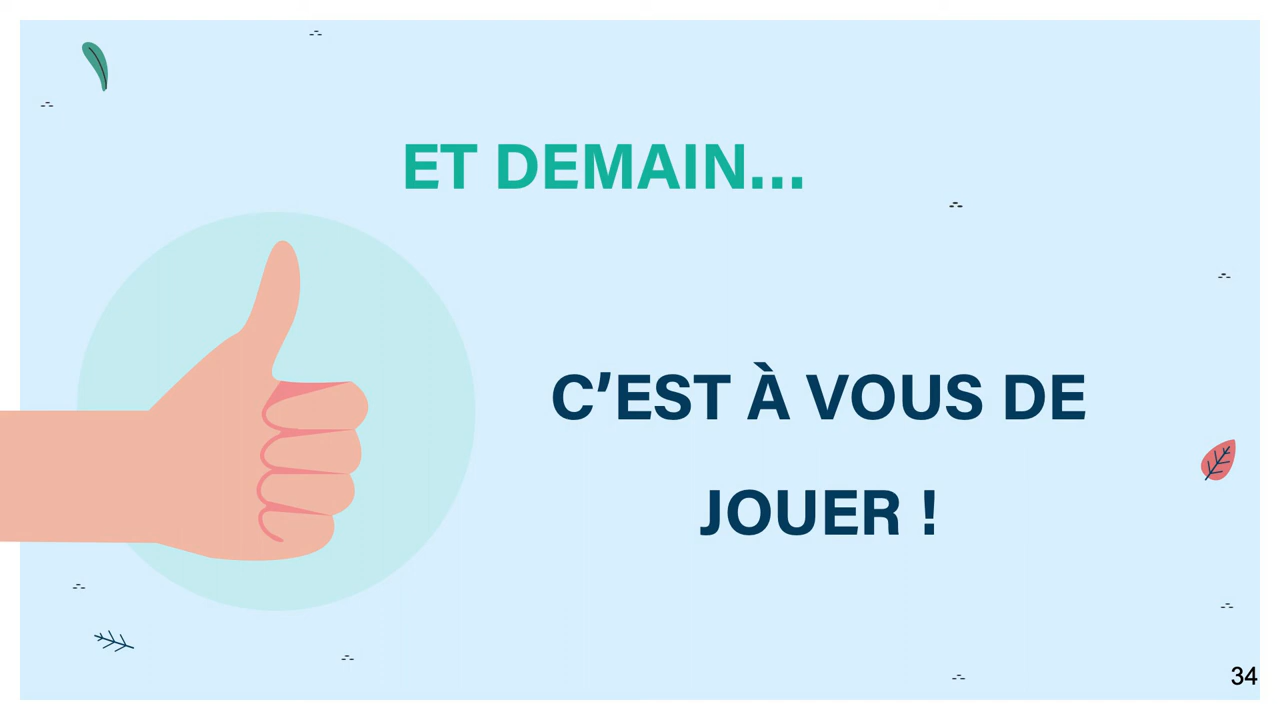 ET DEMAIN...
C’EST À VOUS DE
JOUER !
34